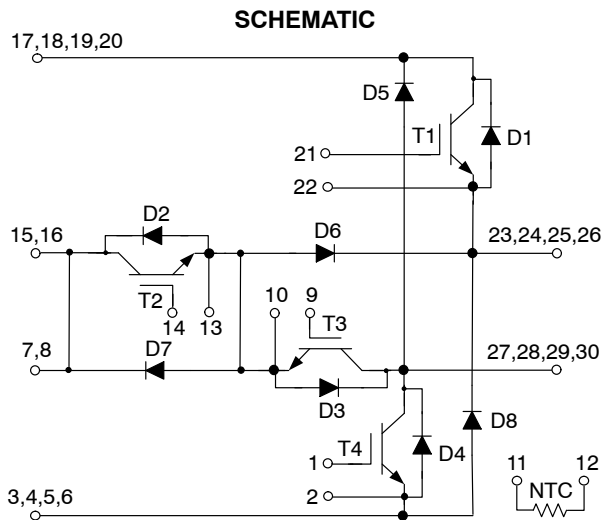 SCHEMATIC
17,18,19,20
D5
T1
D1
21
22
D2
15,16
D6
23,24,25,26
T2
14
13
10
9
T3
7,8
D7
27,28,29,30
D3
T4
D4
D8
1
11
12
NTC
2
3,4,5,6